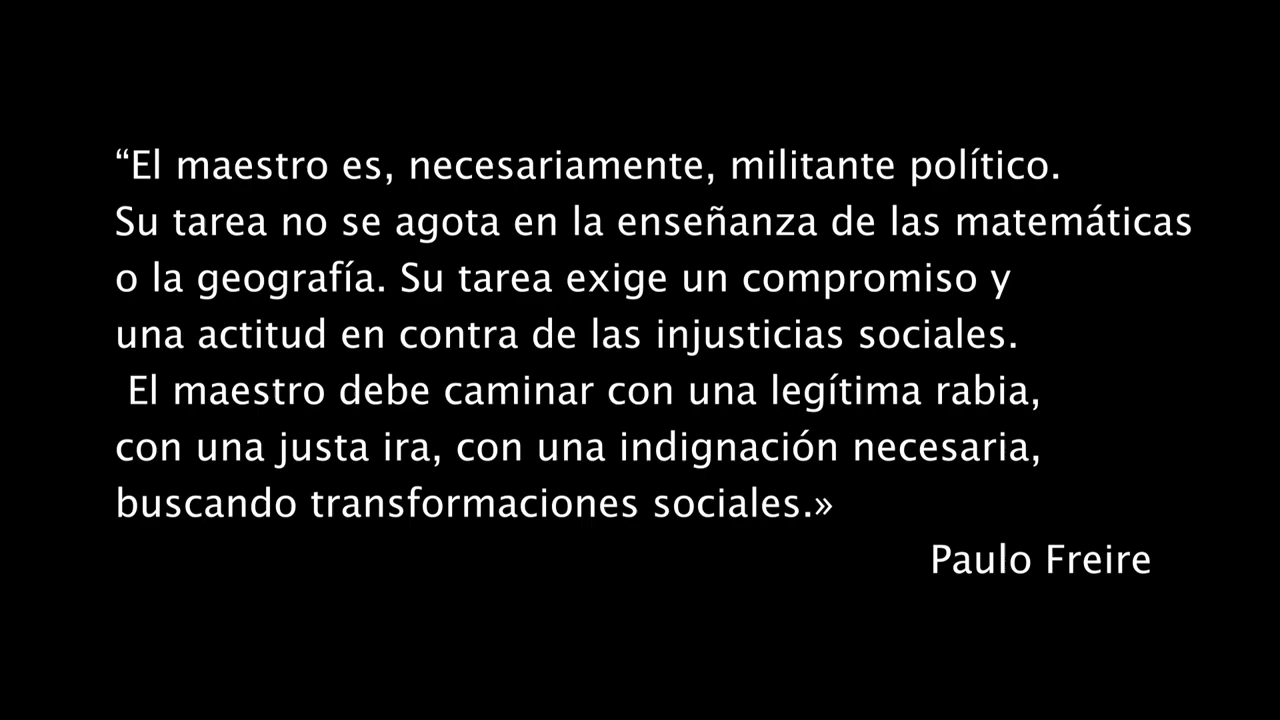 “El maestro es, necesariamente, militante político.
Su tarea no se agota en la enseñanza de las matemáticas
o la geografía. Su tarea exige un compromiso y
una actitud en contra de las injusticias sociales.
El maestro debe caminar con una legítima rabia,
con una justa ira, con una indignación necesaria,
buscando transformaciones sociales.»
Paulo Freire